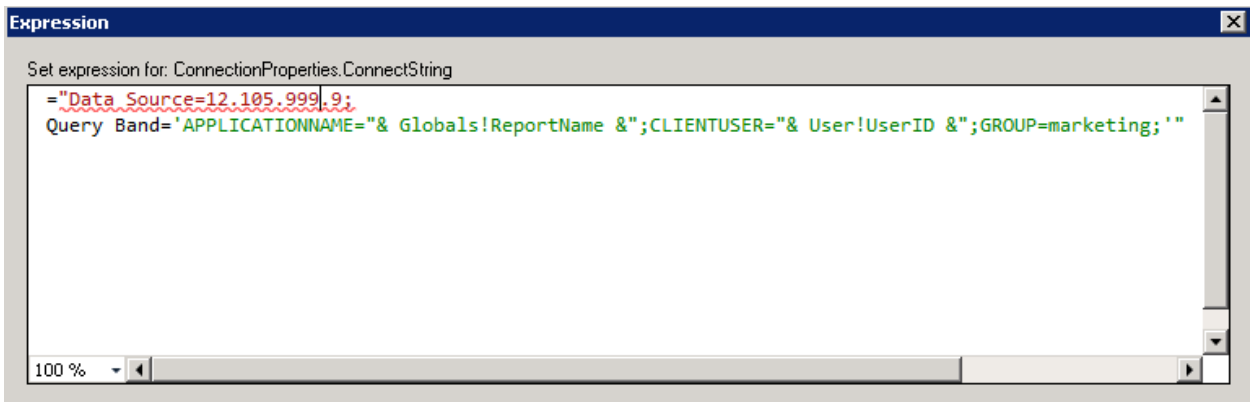 Expression
Set expression for: ConnectionProperties.ConnectString
="Data Source=12.105.999.9;
Query Band='APPLICATIONNAME="& Globals!ReportName &";CLIENTUSER="& User!UserID &";GROUP=marketing;'"
100 %